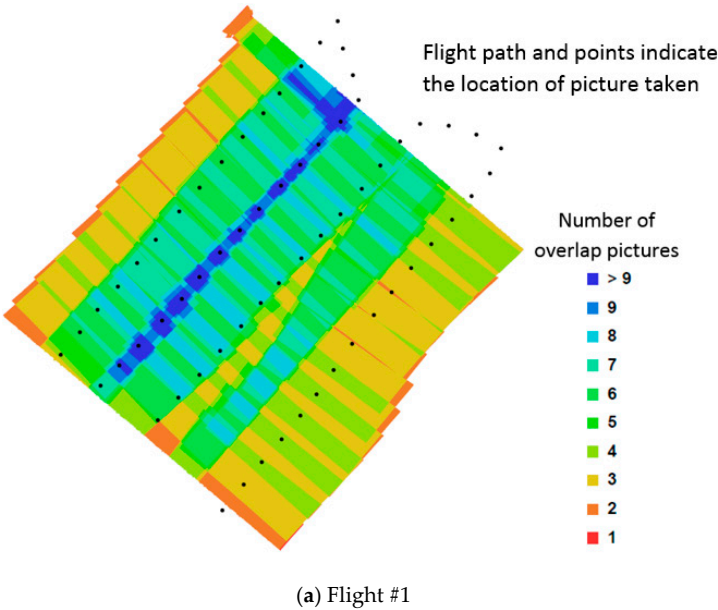 Flight path and points indicate
the location of picture taken
Number of
overlap pictures
> 9
9
8
7
6
5
4
3
2
1
(a) Flight #1